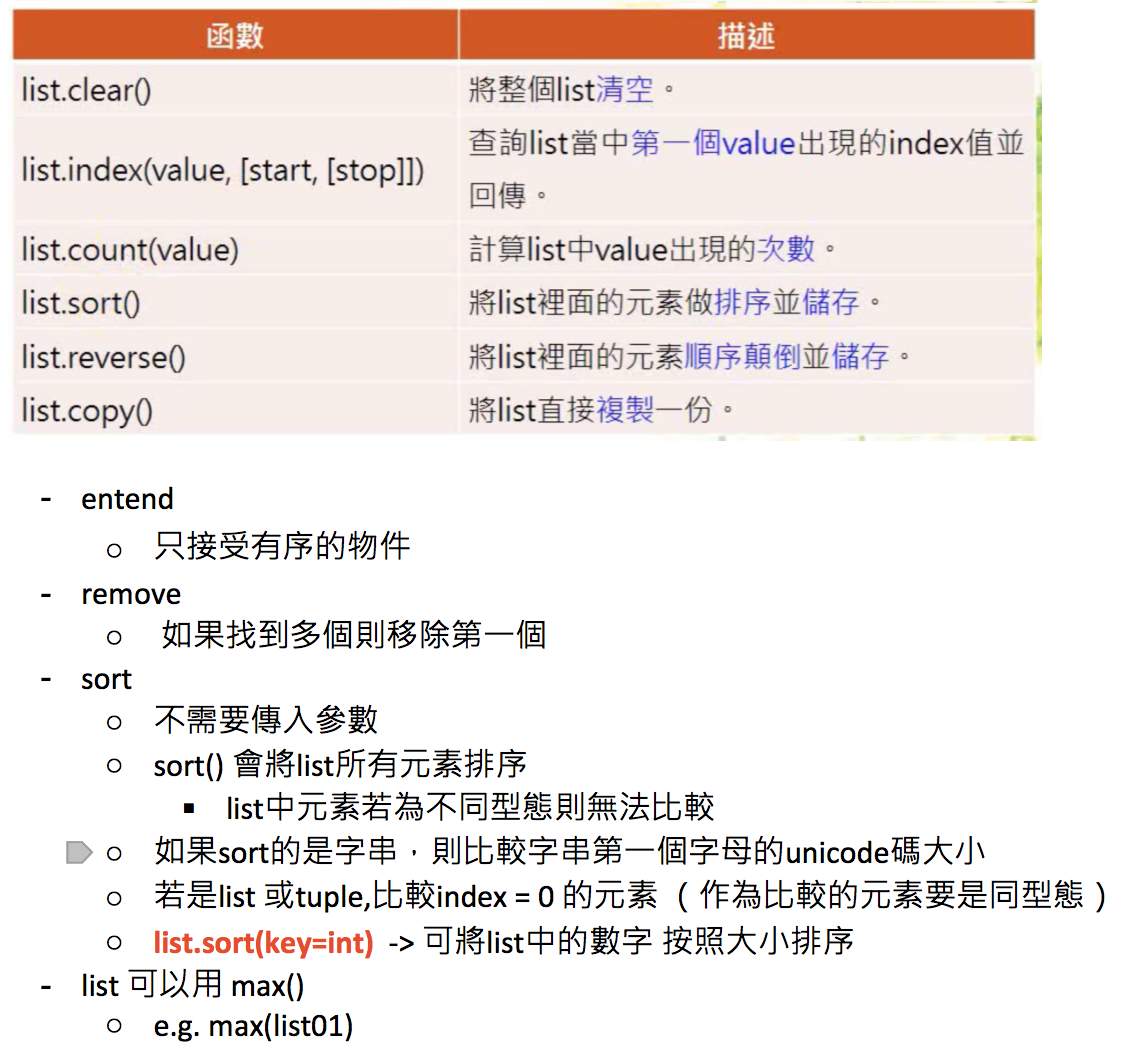 函數 描述
list.clear() 將整個list清空。
list.index(value, [start, [stop]]) 查詢list當中第一個value出現的index值並
回傳。
list.count(value) 計算list中value出現的次數。
list.sort() 將list裡面的元素做排序並儲存。
list.reverse() 將list裡面的元素順序顛倒並儲存。
list.copy() 將list直接複製一份。
- entend
○ 只接受有序的物件
- remove
○ 如果找到多個則移除第一個
- sort
○ 不需要傳入參數
○ sort() 會將list所有元素排序
▪ list中元素若為不同型態則無法比較
○ 如果sort的是字串，則比較字串第一個字母的unicode碼大小
○ 若是list 或tuple,比較index = 0 的元素 （作為比較的元素要是同型態）
○ list.sort(key=int) -> 可將list中的數字 按照大小排序
- list 可以用 max()
○ e.g. max(list01)